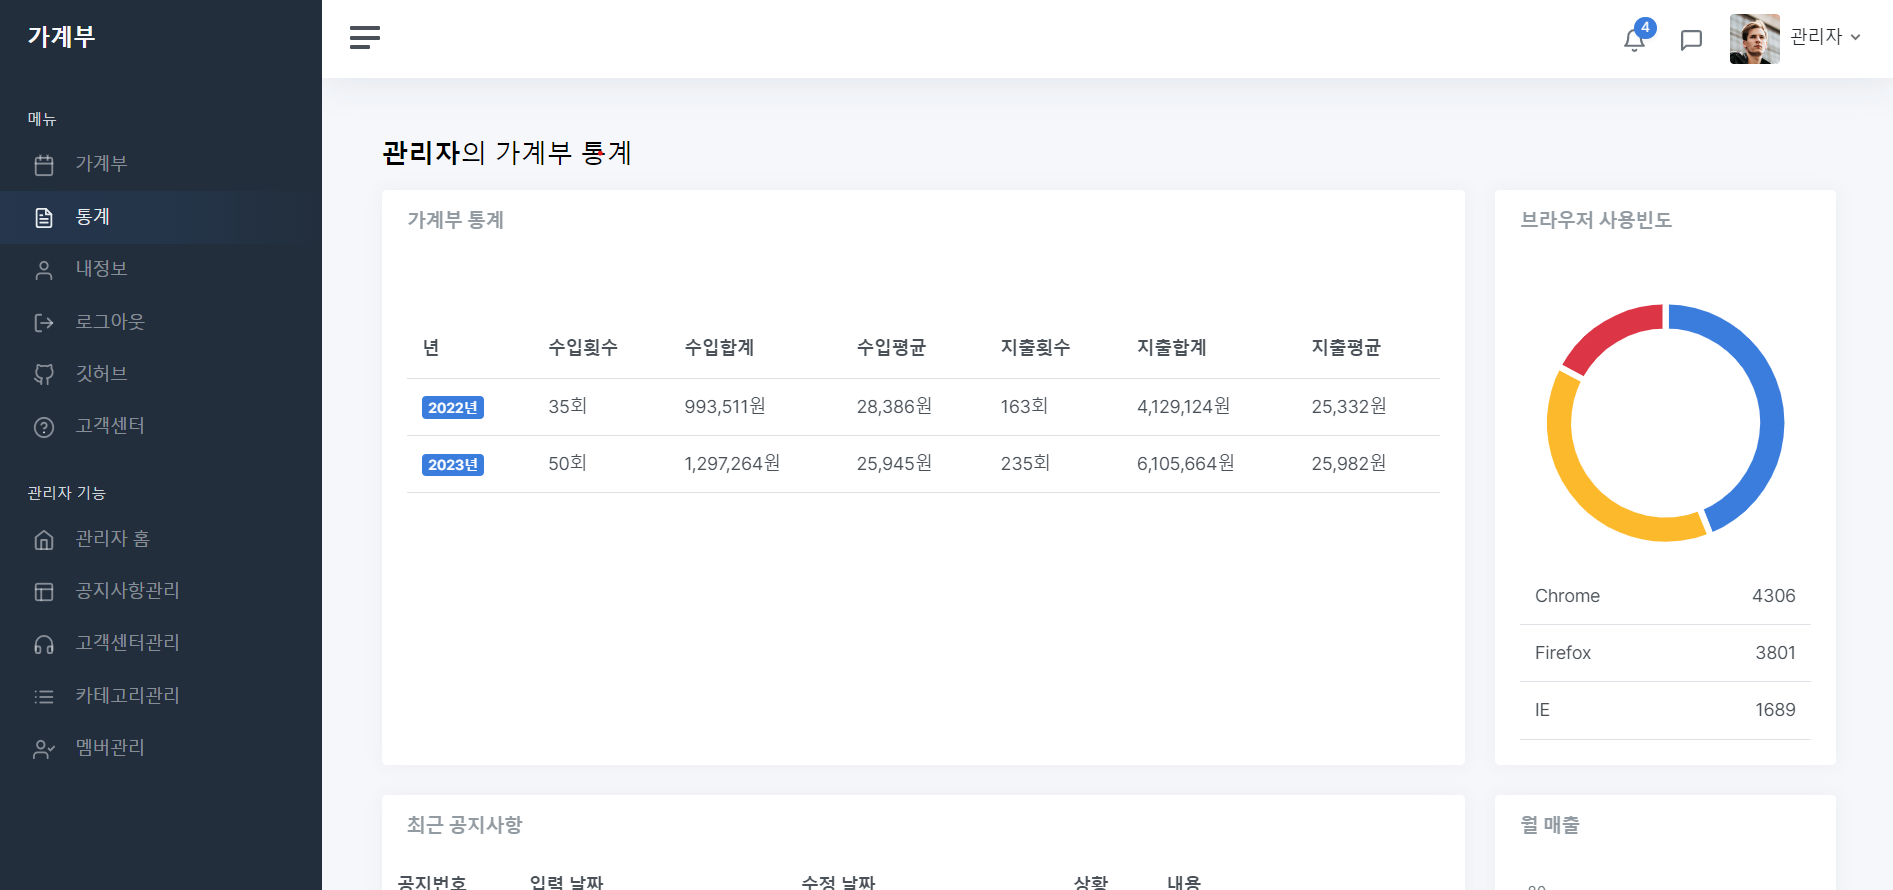 가계부
메뉴
가계부
통계
내정보
로그아웃
깃허브
고객센터
관리자 기능
관리자 홈
공지사항관리
고객센터관리
카테고리관리
멤버관리
4
관리자
관리자의 가계부 통계
가계부 통계
년 수입횟수 수입합계 수입평균 지출횟수 지출합계 지출평균
2022년 35회 993,511원 28,386원 163회 4,129,124원 25,332원
2023년 50회 1,297,264원 25,945원 235회 6,105,664원 25,982원
브라우저 사용빈도
Chrome 4306
Firefox 3801
IE 1689
최근 공지사항
공지번호 입력 날짜 수정 날짜 상황 내용
월 매출